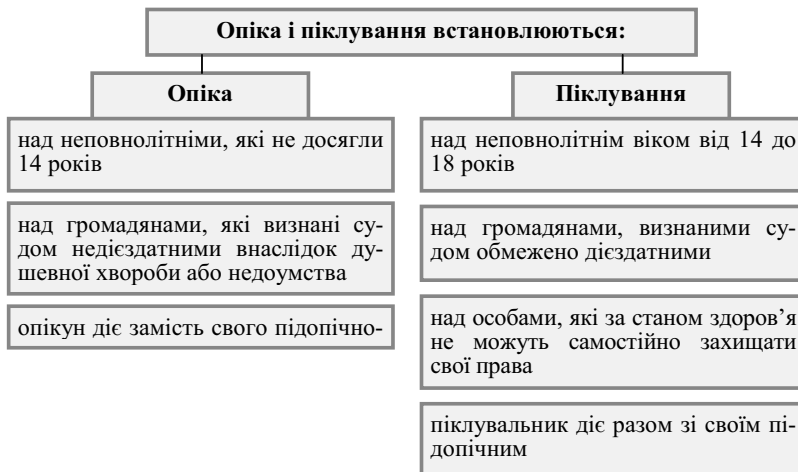 Опіка і піклування встановлюються:
Опіка
над неповнолітніми, які не досягли
14 років
над громадянами, які визнані су-
дом недієздатними внаслідок ду-
шевної хвороби або недоумства
опікун діє замість свого підопічно-
Піклування
над неповнолітнім віком від 14 до
18 років
над громадянами, визнаними су-
дом обмежено дієздатними
над особами, які за станом здоров’я
не можуть самостійно захищати
свої права
піклувальник діє разом зі своїм пі-
допічним